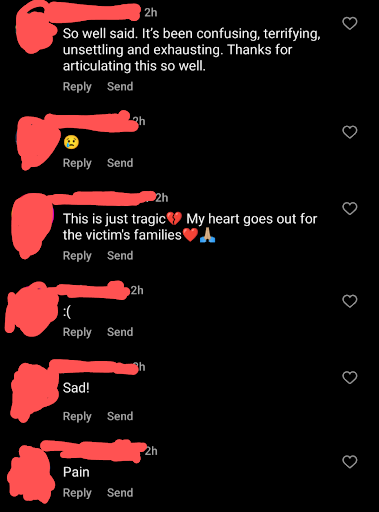 2h
So well said. It's been confusing, terrifying,
unsettling and exhausting. Thanks for
articulating this so well.
Reply Send
2h
😢
Reply Send
2h
This is just tragic💔 My heart goes out for
the victim's families❤️🙏🏽
Reply Send
2h
:(
Reply Send
2h
Sad!
Reply Send
2h
Pain
Reply Send